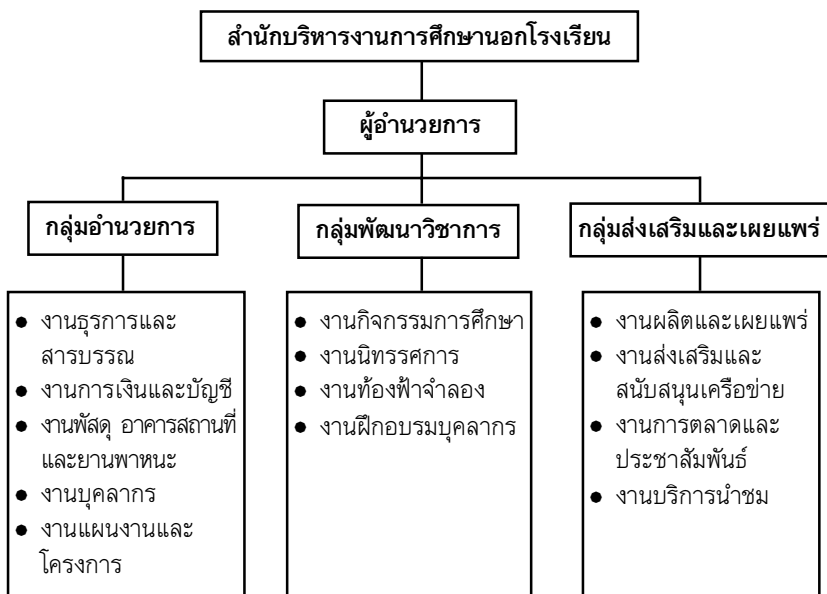 สำนักบริหารงานการศึกษานอกโรงเรียน
ผู้อำนวยการ
กลุ่มอำนวยการ
● งานธุรการและ
สารบรรณ
● งานการเงินและบัญชี
● งานพัสดุ อาคารสถานที่
และยานพาหนะ
● งานบุคลากร
● งานแผนงานและ
โครงการ
กลุ่มพัฒนาวิชาการ
● งานกิจกรรมการศึกษา
● งานนิทรรศการ
● งานท้องฟ้าจำลอง
● งานฝึกอบรมบุคลากร
กลุ่มส่งเสริมและเผยแพร่
● งานผลิตและเผยแพร่
● งานส่งเสริมและ
สนับสนุนเครือข่าย
● งานการตลาดและ
ประชาสัมพันธ์
● งานบริการนำชม